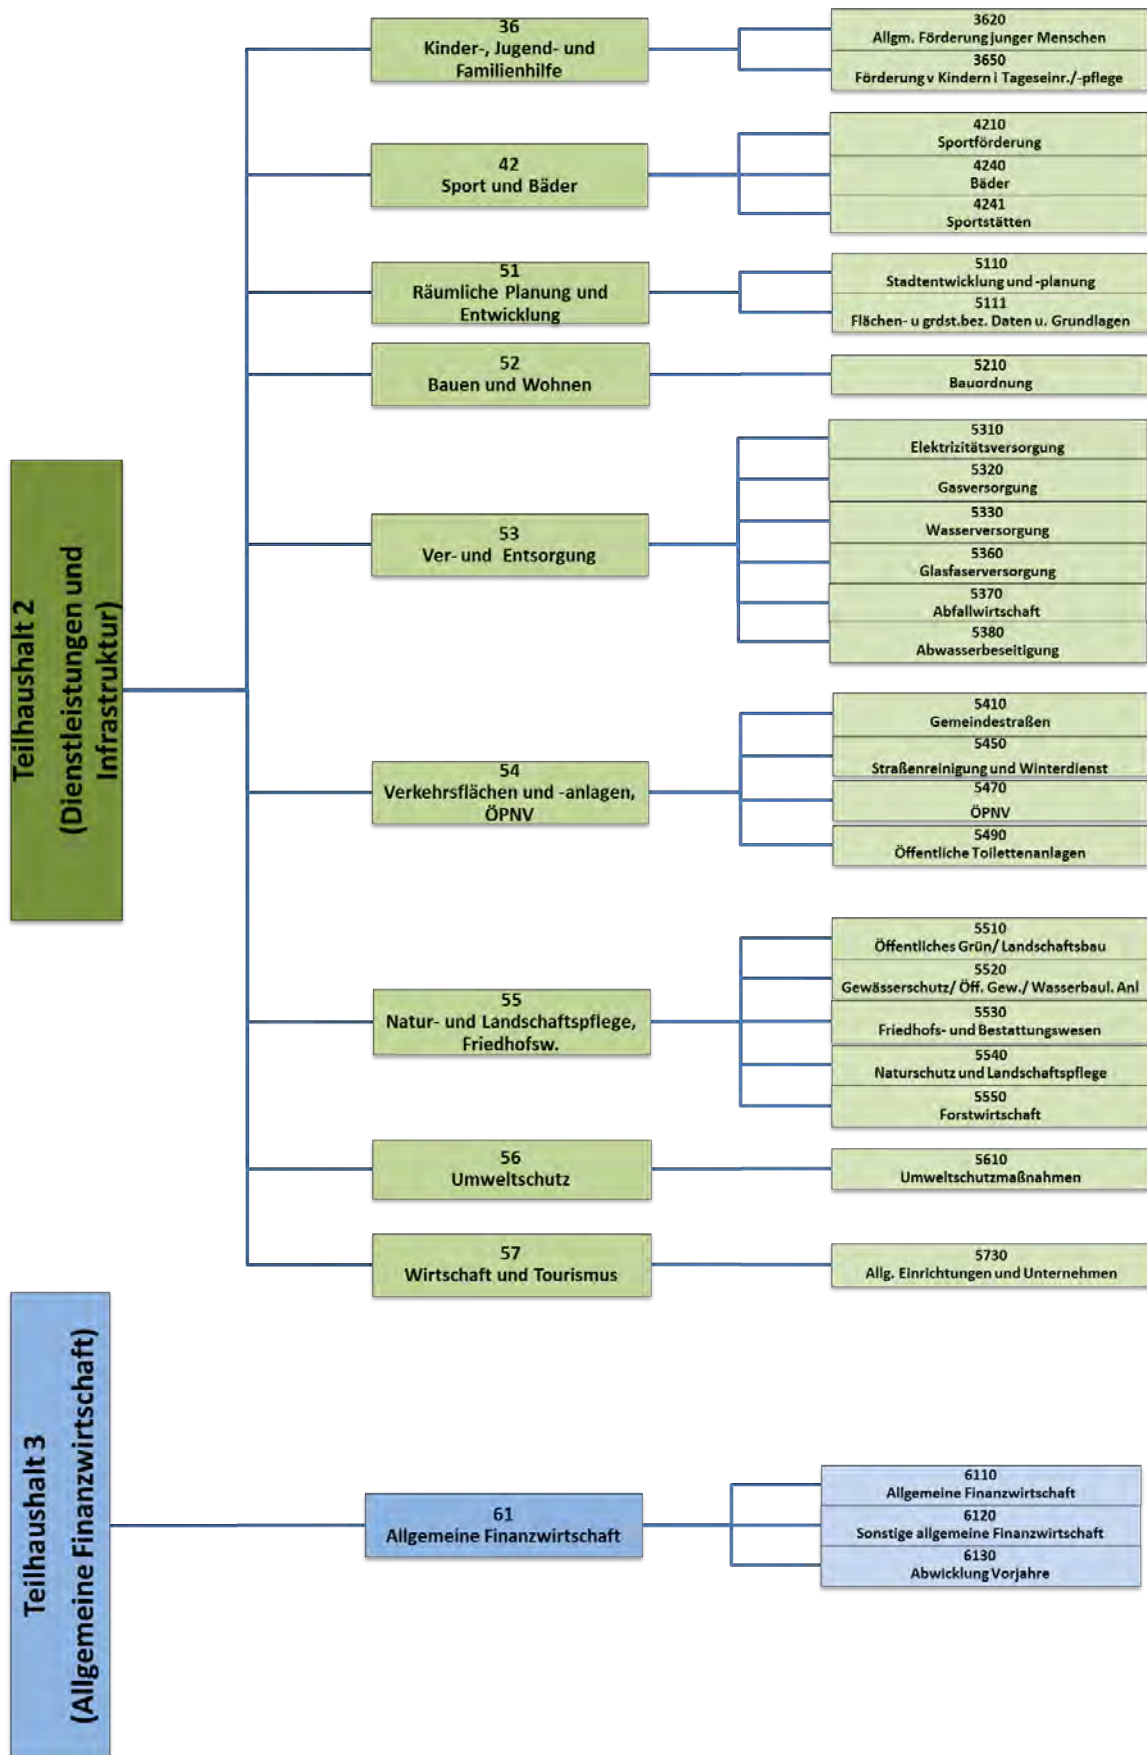 Teilhaushalt 2
(Dienstleistungen und
Infrastruktur)
36
Kinder-, Jugend- und
Familienhilfe
3620
Allgm. Förderung junger Menschen
3650
Förderung v Kindern i Tageseinr./-pflege
42
Sport und Bäder
4210
Sportförderung
4240
Bäder
4241
Sportstätten
51
Räumliche Planung und
Entwicklung
5110
Stadtentwicklung und -planung
5111
Flächen- u grdst.bez. Daten u. Grundlagen
52
Bauen und Wohnen
5210
Bauordnung
53
Ver- und Entsorgung
5310
Elektrizitätsversorgung
5320
Gasversorgung
5330
Wasserversorgung
5360
Glasfaserversorgung
5370
Abfallwirtschaft
5380
Abwasserbeseitigung
54
Verkehrsflächen und -anlagen,
ÖPNV
5410
Gemeindestraßen
5450
Straßenreinigung und Winterdienst
5470
ÖPNV
5490
Öffentliche Toilettenanlagen
55
Natur- und Landschaftspflege,
Friedhofsw.
5510
Öffentliches Grün/ Landschaftsbau
5520
Gewässerschutz/ Öff. Gew./ Wasserbaul. Anl
5530
Friedhofs- und Bestattungswesen
5540
Naturschutz und Landschaftspflege
5550
Forstwirtschaft
56
Umweltschutz
5610
Umweltschutzmaßnahmen
57
Wirtschaft und Tourismus
5730
Allg. Einrichtungen und Unternehmen
Teilhaushalt 3
(Allgemeine Finanzwirtschaft)
61
Allgemeine Finanzwirtschaft
6110
Allgemeine Finanzwirtschaft
6120
Sonstige allgemeine Finanzwirtschaft
6130
Abwicklung Vorjahre